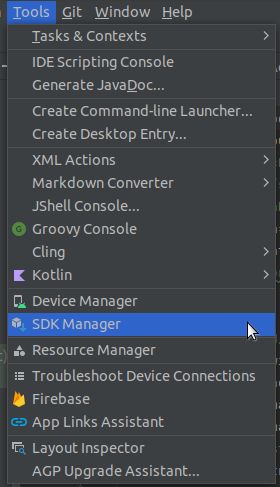 Tools Git Window Help
Tasks & Contexts
IDE Scripting Console
Generate JavaDoc...
Create Command-line Launcher...
Create Desktop Entry...
XML Actions
Markdown Converter
JShell Console...
Groovy Console
Cling
Kotlin
Device Manager
SDK Manager
Resource Manager
Troubleshoot Device Connections
Firebase
App Links Assistant
Layout Inspector
AGP Upgrade Assistant...